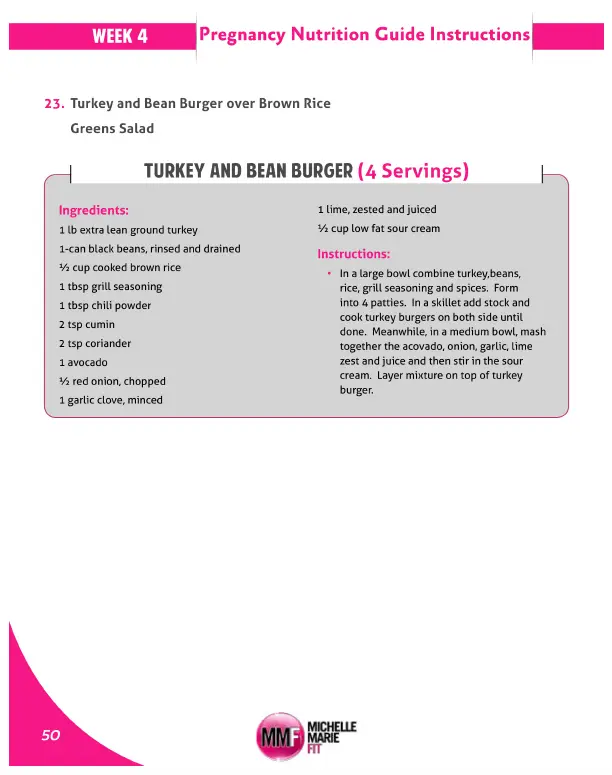 WEEK 4
Pregnancy Nutrition Guide Instructions
23. Turkey and Bean Burger over Brown Rice
Greens Salad
TURKEY AND BEAN BURGER (4 Servings)
Ingredients:
1 lb extra lean ground turkey
1-can black beans, rinsed and drained
½ cup cooked brown rice
1 tbsp grill seasoning
1 tbsp chili powder
2 tsp cumin
2 tsp coriander
1 avocado
½ red onion, chopped
1 garlic clove, minced
1 lime, zested and juiced
½ cup low fat sour cream
Instructions:
• In a large bowl combine turkey,beans,
rice, grill seasoning and spices. Form
into 4 patties. In a skillet add stock and
cook turkey burgers on both side until
done. Meanwhile, in a medium bowl, mash
together the acovado, onion, garlic, lime
zest and juice and then stir in the sour
cream. Layer mixture on top of turkey
burger.
50
MMF
MICHELLE
MARIE
FIT